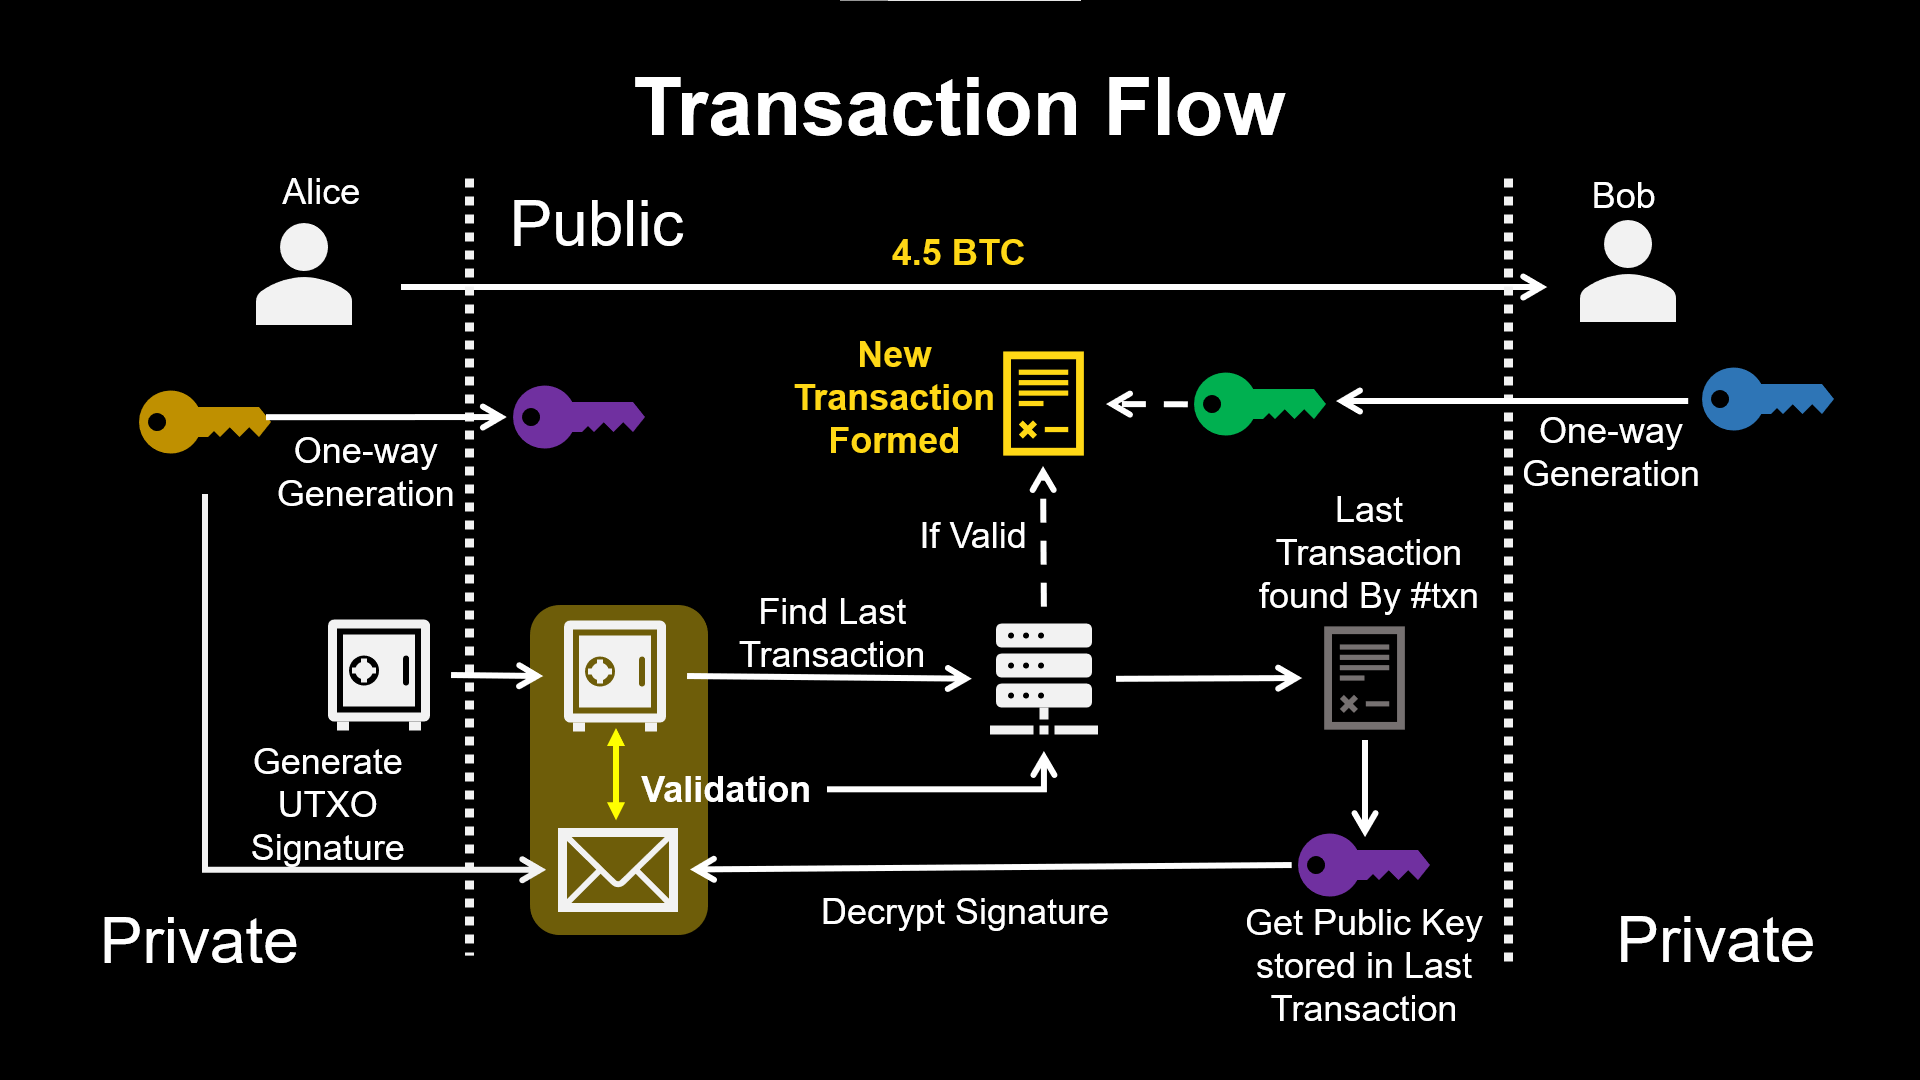 Transaction Flow
Alice
Public
Bob
4.5 BTC
New
Transaction
Formed
One-way
Generation
One-way
Generation
If Valid
Last
Transaction
found By #txn
Find Last
Transaction
Generate
UTXO
Signature
Validation
Decrypt Signature
Get Public Key
stored in Last
Transaction
Private
Private